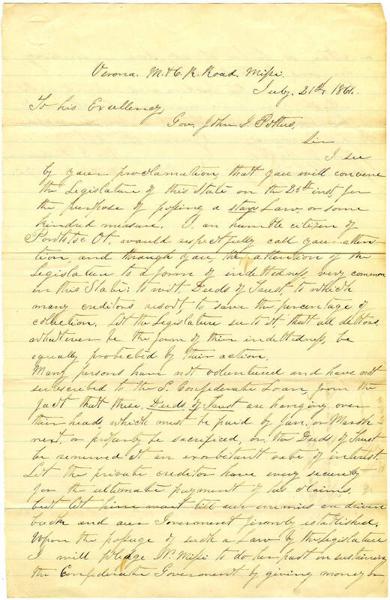 Verona. M. & O. R. Road. Missi.
July. 21st, 1861.
To his Excellency
Gov. John J. Pettus,
Sir
I see
by your proclamation, that you will convene
the Legislature of this State on the 25th inst, for
the purpose of passing a stay Law, or some
kindred measure. I, an humble citizen of
Pontotoc Ct, would respectfully call your atten-
tion, and through you, the attention of the
Legislature to a form of indebtedness very common
in this State: to wit, Deeds of Trust to which
many creditors resort, to save the percentage of
collection. Let the Legislature see to it that all debtors
whatever be the form of their indebtedness, be
equally protected by their action.
Many persons have not volunteered and have not
subscribed to the Confederate Loan, from the
fact that these, Deeds of Trust are hanging over
their heads, which must be paid by Jan, or March
next, or property be sacrificed, or, the Deeds of Trust
be renewed at an exorbitant rate of interest.
Let the private creditor have every security
for the ultimate payment of his claims,
but let him wait till our enemies are driven
back and our Government firmly established,
Upon the passage of such a Law by the Legislature
I will pledge N. Missi to do her part in sustaining
the Confederate Government by giving money &